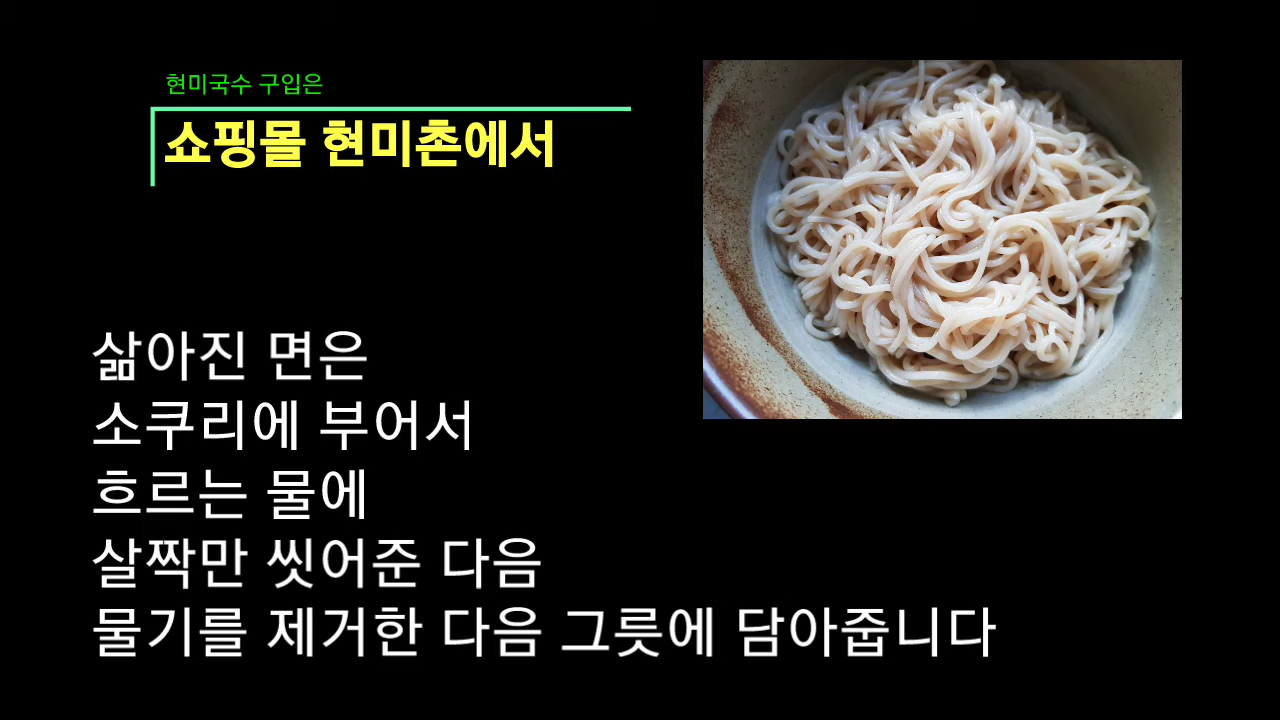 현미국수 구입은
쇼핑몰 현미촌에서
삶아진 면은
소쿠리에 부어서
흐르는 물에
살짝만 씻어준 다음
물기를 제거한 다음 그릇에 담아줍니다